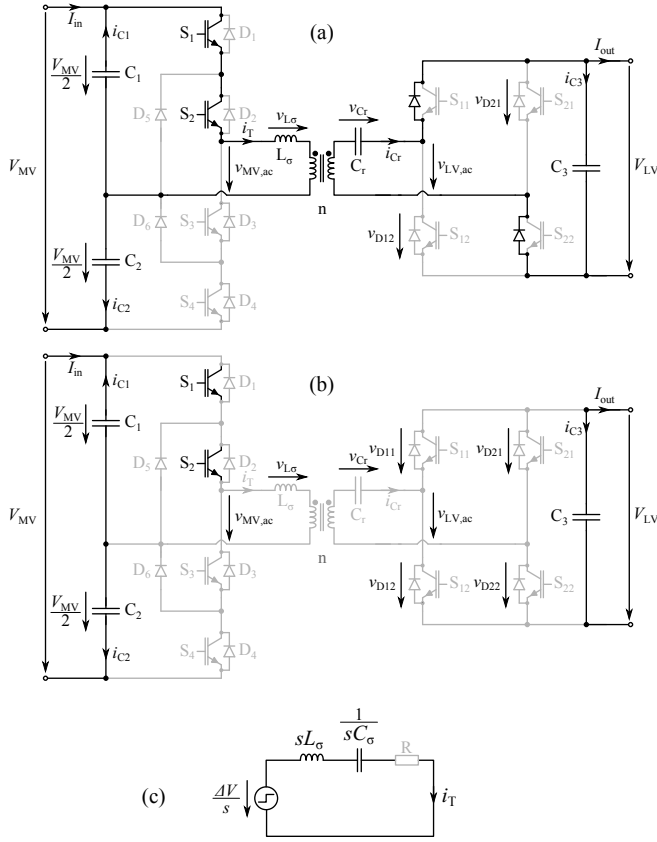 I_in
i_C1
S_1
D_1
(a)
I_out
V_MV/2
C_1
D_5
S_2
D_2
i_T
v_Lσ
L_σ
v_Cr
C_r
i_Cr
S_11
v_D21
S_21
i_C3
V_MV
v_MV,ac
v_LV,ac
C_3
V_LV
n
D_6
S_3
D_3
v_D12
S_12
S_22
V_MV/2
C_2
i_C2
S_4
D_4
I_in
i_C1
S_1
D_1
(b)
I_out
V_MV/2
C_1
D_5
S_2
D_2
i_T
v_Lσ
L_σ
v_Cr
C_r
i_Cr
v_D11
S_11
v_D21
S_21
i_C3
V_MV
v_MV,ac
v_LV,ac
C_3
V_LV
n
D_6
S_3
D_3
v_D12
S_12
v_D22
S_22
V_MV/2
C_2
i_C2
S_4
D_4
(c)
ΔV/s
sL_σ
1/sC_σ
R
i_T